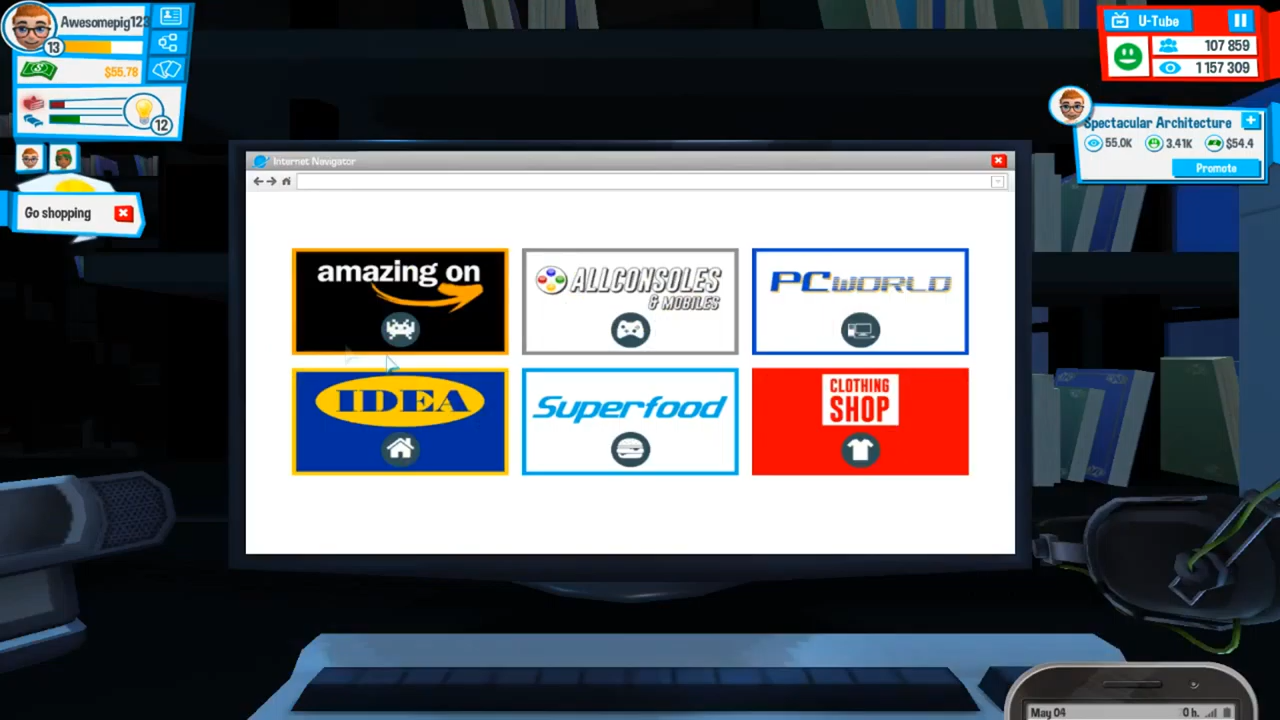 Awesomepig123
13
$55.78
12
Go shopping
U-Tube
107 859
1 157 309
Spectacular Architecture
55.0K
3.41K
$54.4
Promote
Internet Navigator
amazing on
ALLCONSOLES
& MOBILES
PCWORLD
IDEA
Superfood
CLOTHING
SHOP
May 04
0 h.